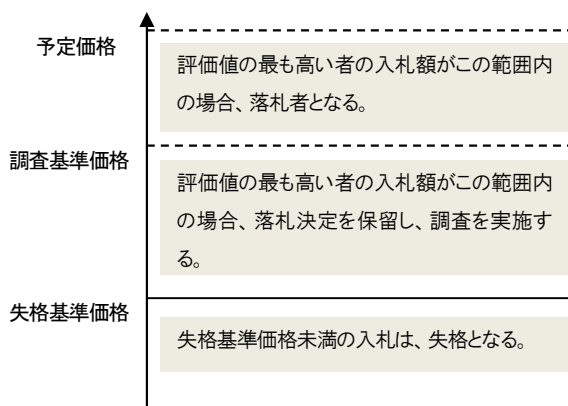 予定価格
評価値の最も高い者の入札額がこの範囲内
の場合、落札者となる。
調査基準価格
評価値の最も高い者の入札額がこの範囲内
の場合、落札決定を保留し、調査を実施す
る。
失格基準価格
失格基準価格未満の入札は、失格となる。